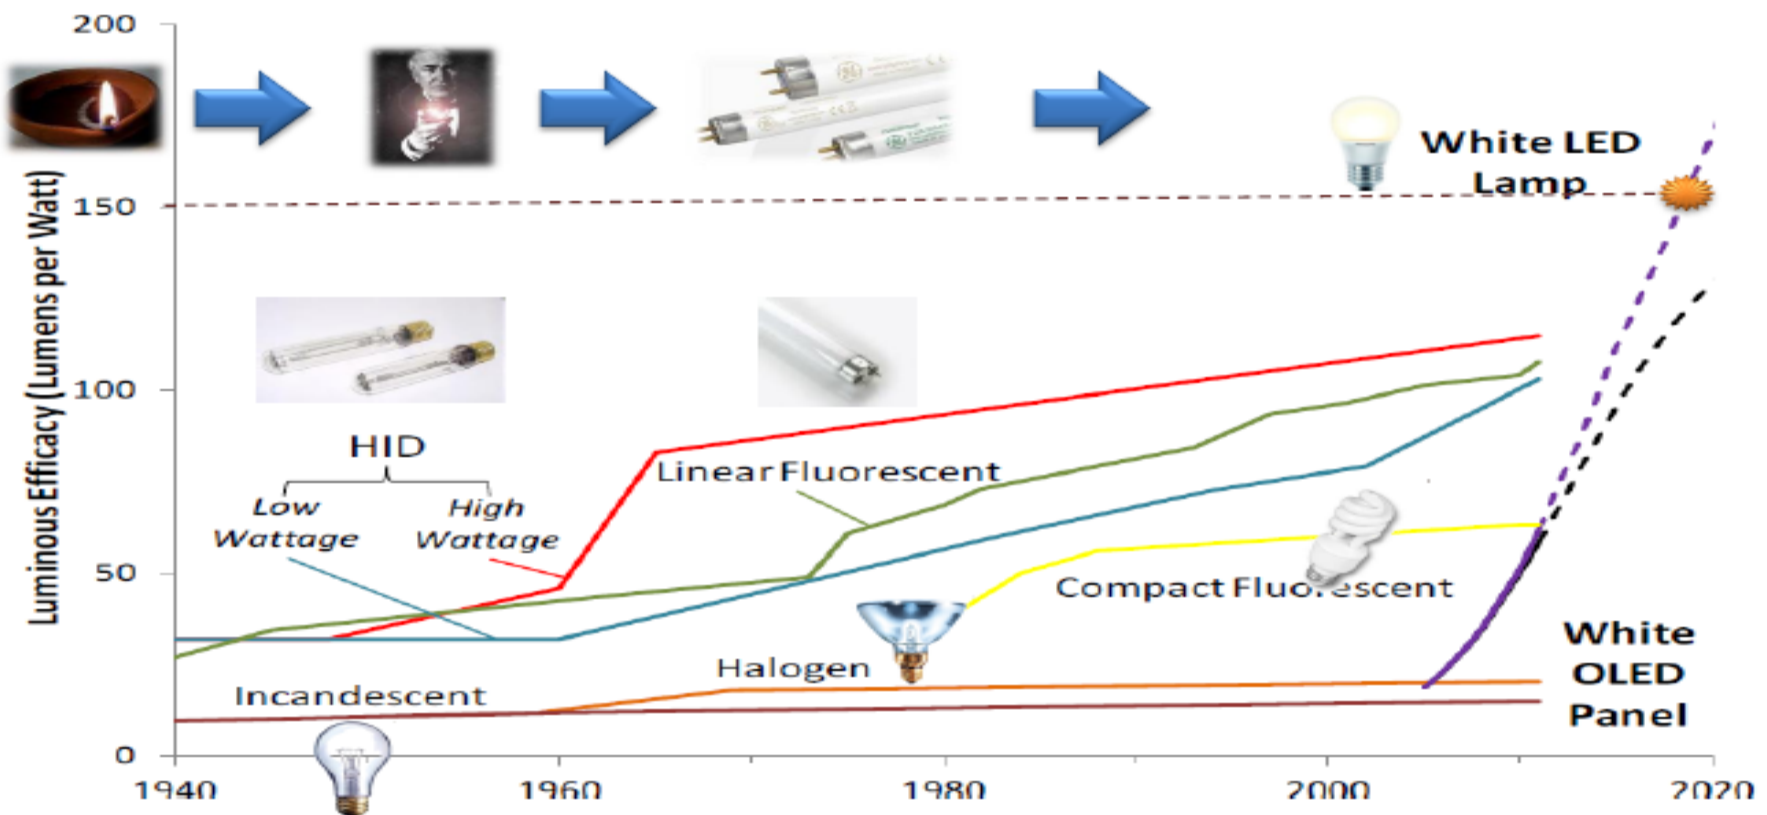 200
White LED
Lamp
150
Luminous Efficacy (Lumens per Watt)
100
HID
Low
Wattage
High
Wattage
Linear Fluorescent
50
Compact Fluorescent
White
OLED
Panel
Halogen
Incandescent
0
1940
1960
1980
2000
2020